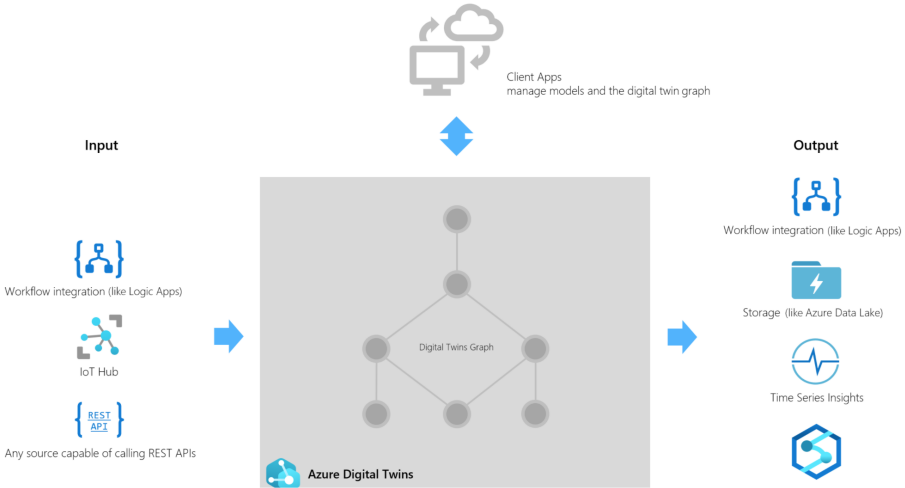 Client Apps
manage models and the digital twin graph
Input
Output
Workflow integration (like Logic Apps)
Workflow integration (like Logic Apps)
Storage (like Azure Data Lake)
Digital Twins Graph
IoT Hub
Time Series Insights
REST
API
Any source capable of calling REST APIs
Azure Digital Twins